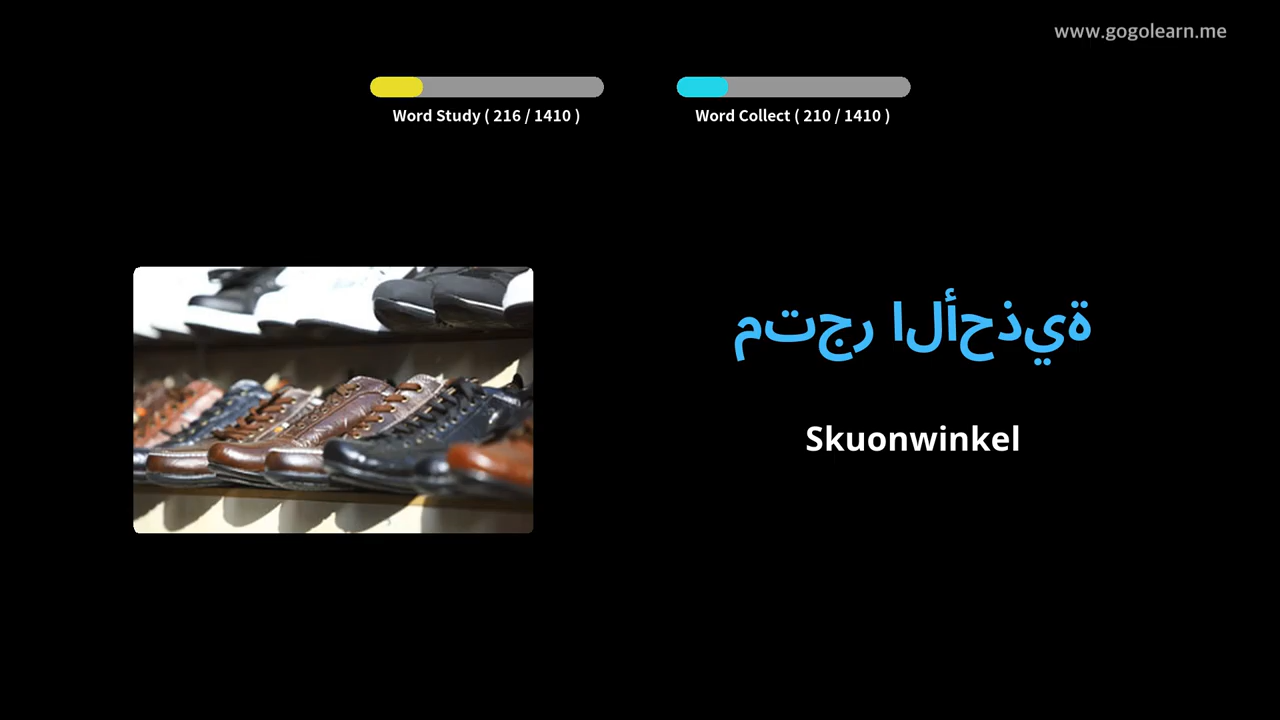 www.gogolearn.me
Word Study ( 216 / 1410 )
Word Collect ( 210 / 1410 )
متجر الأحذية
Skuonwinkel